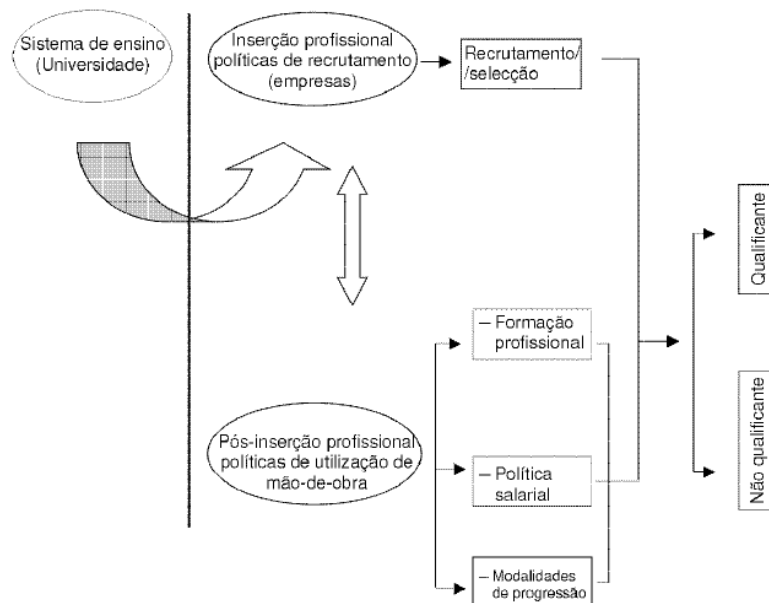 Sistema de ensino
(Universidade)
Inserção profissional
políticas de recrutamento
(empresas)
Recrutamento/
/selecção
Qualificante
– Formação
profissional
Pós-inserção profissional
políticas de utilização de
mão-de-obra
– Política
salarial
Não qualificante
– Modalidades
de progressão